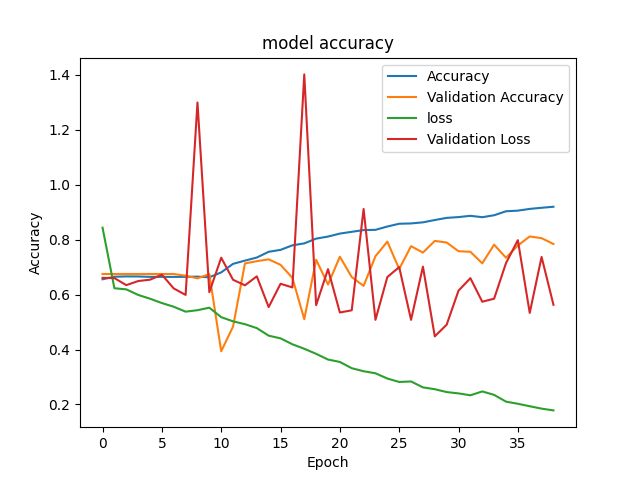 model accuracy
Accuracy
Validation Accuracy
loss
Validation Loss
1.4
1.2
1.0
0.8
0.6
0.4
0.2
Accuracy
0 5 10 15 20 25 30 35
Epoch